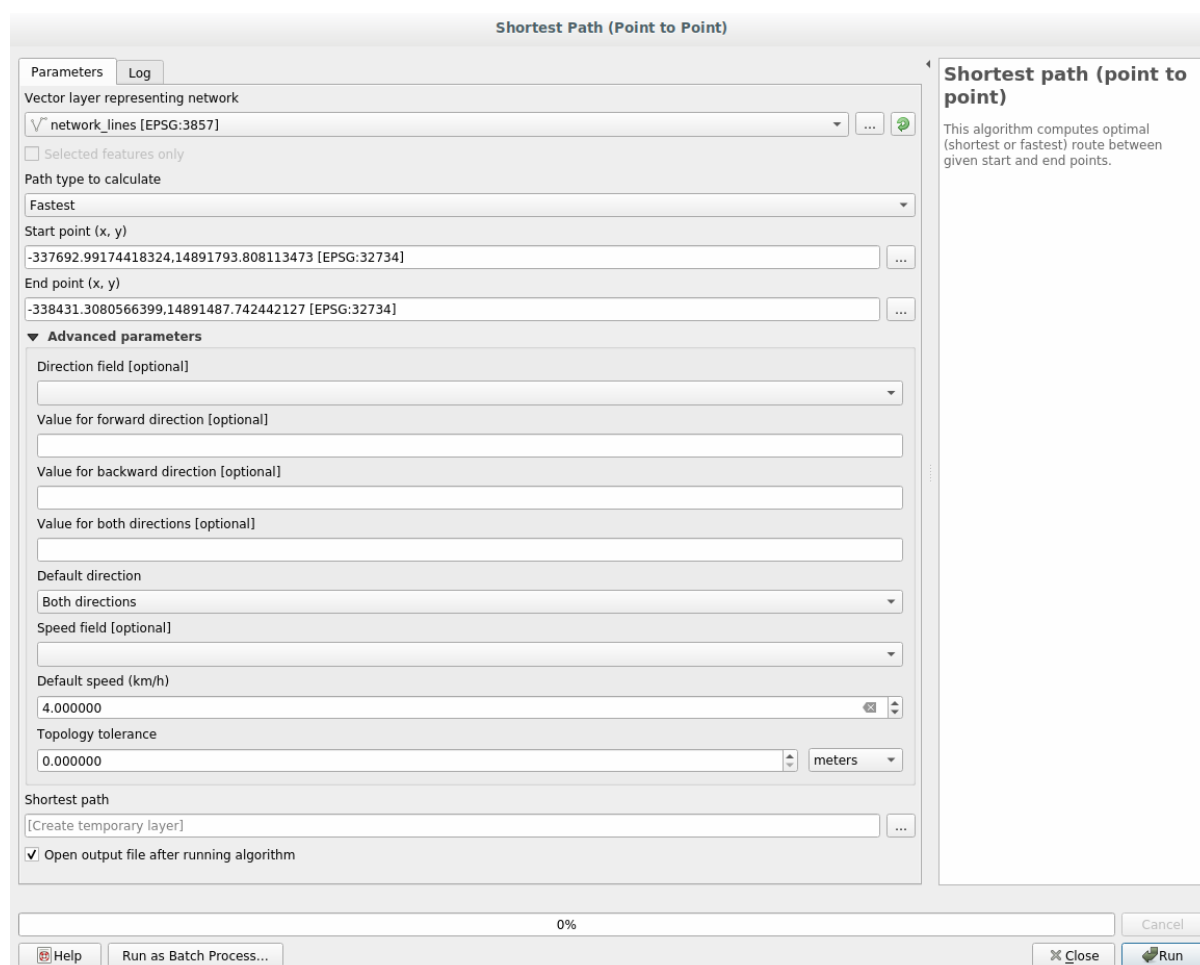 Shortest Path (Point to Point)
Parameters
Log
Vector layer representing network
network_lines [EPSG:3857]
...
Selected features only
Path type to calculate
Fastest
Start point (x, y)
-337692.99174418324,14891793.808113473 [EPSG:32734]
...
End point (x, y)
-338431.3080566399,14891487.742442127 [EPSG:32734]
...
Advanced parameters
Direction field [optional]
Value for forward direction [optional]
Value for backward direction [optional]
Value for both directions [optional]
Default direction
Both directions
Speed field [optional]
Default speed (km/h)
4.000000
Topology tolerance
0.000000
meters
Shortest path
[Create temporary layer]
...
Open output file after running algorithm
Shortest path (point to
point)
This algorithm computes optimal
(shortest or fastest) route between
given start and end points.
0%
Cancel
Help
Run as Batch Process...
Close
Run